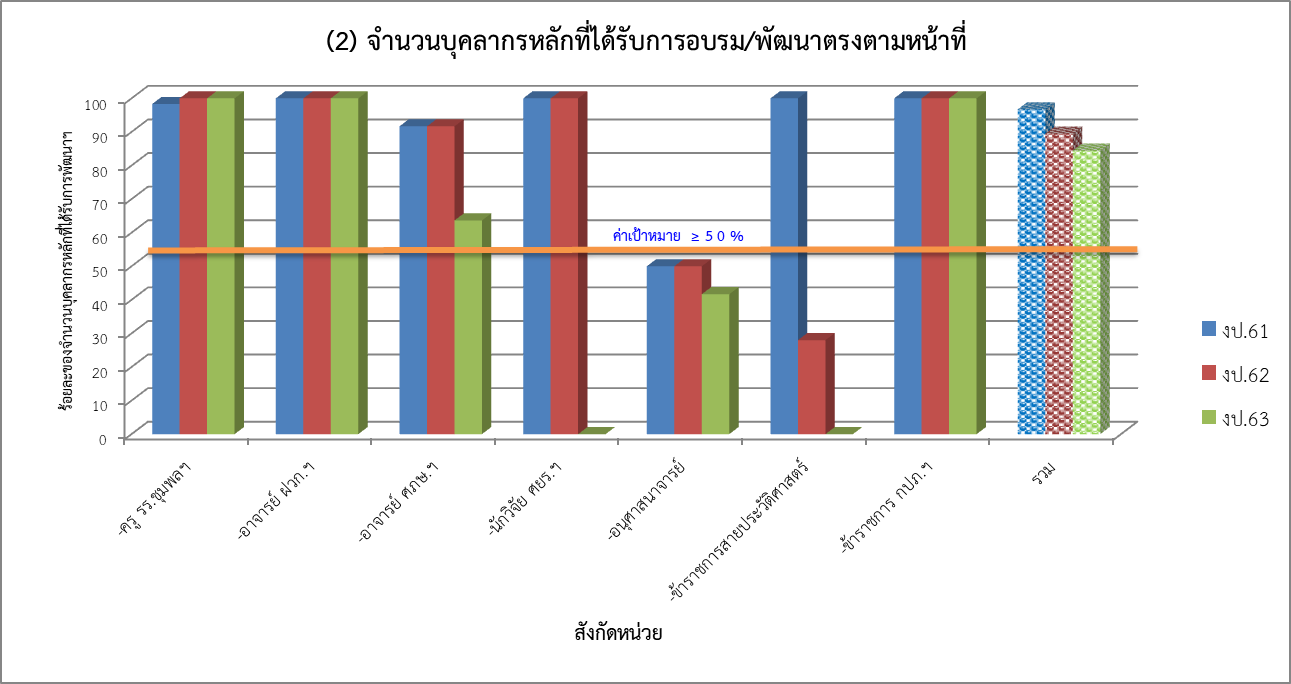 (2) จำนวนบุคลากรหลักที่ได้รับการอบรม/พัฒนาตรงตามหน้าที่
ร้อยละของจำนวนบุคลากรหลักที่ได้รับการพัฒนาฯ
100
90
80
70
60
50
40
30
20
10
0
ค่าเป้าหมาย ≥ 5 0 %
-ครู รร.ชุมพลฯ
-อาจารย์ ฝวก.ฯ
-อาจารย์ ศภษ.ฯ
-นักวิจัย ศยร.ฯ
-อนุศาสนาจารย์
-ข้าราชการสายประวัติศาสตร์
-ข้าราชการ กปภ.ฯ
รวม
สังกัดหน่วย
งป.61
งป.62
งป.63